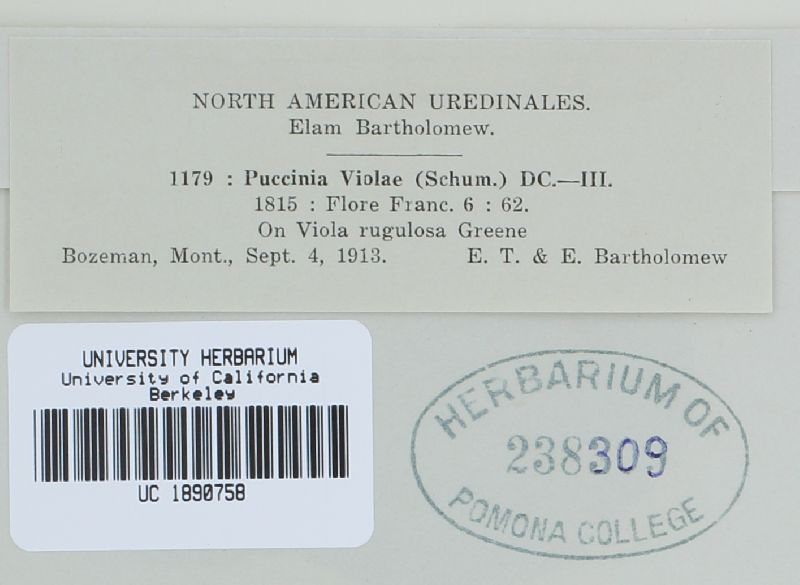 NORTH AMERICAN UREDINALES.
Elam Bartholomew.
1179 : Puccinia Violae (Schum.) DC.—III.
1815 : Flore Franc. 6 : 62.
On Viola rugulosa Greene
Bozeman, Mont., Sept. 4, 1913. E. T. & E. Bartholomew
UNIVERSITY HERBARIUM
University of California
Berkeley
UC 1890758
HERBARIUM OF
238309
POMONA COLLEGE